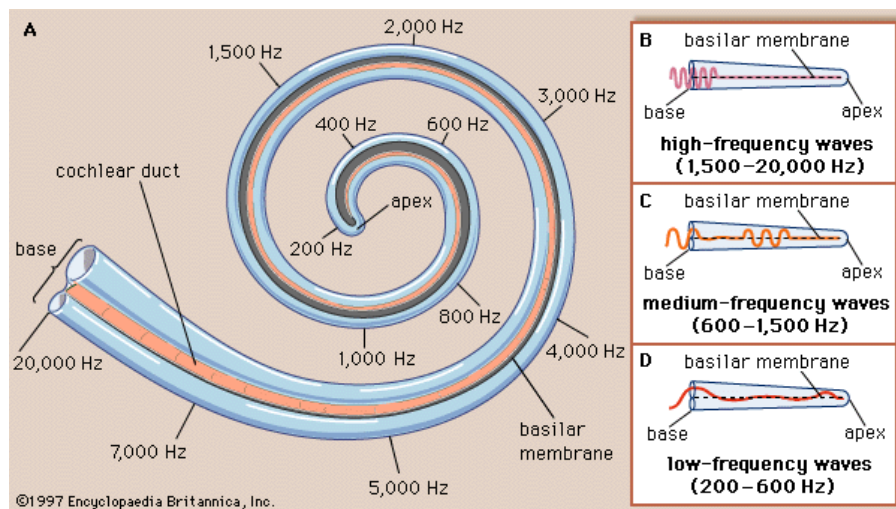 A
2,000 Hz
1,500 Hz
3,000 Hz
400 Hz
600 Hz
cochlear duct
apex
200 Hz
base
800 Hz
1,000 Hz
4,000 Hz
20,000 Hz
7,000 Hz
basilar
membrane
5,000 Hz
©1997 Encyclopaedia Britannica, Inc.
B
basilar membrane
base
apex
high-frequency waves
(1,500–20,000 Hz)
C
basilar membrane
base
apex
medium-frequency waves
(600–1,500 Hz)
D
basilar membrane
base
apex
low-frequency waves
(200–600 Hz)